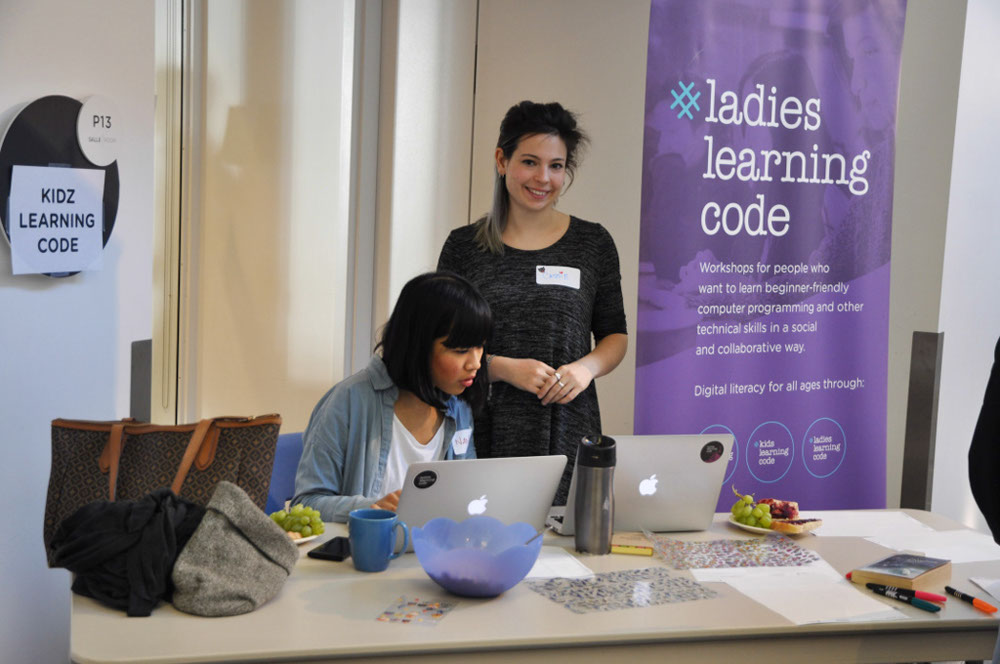 P13
KIDZ
LEARNING
CODE
ladies
learning
code
Workshops for people who
want to learn beginner-friendly
computer programming and other
technical skills in a social
and collaborative way.
Digital literacy for all ages through:
kids
learning
code
ladies
learning
code